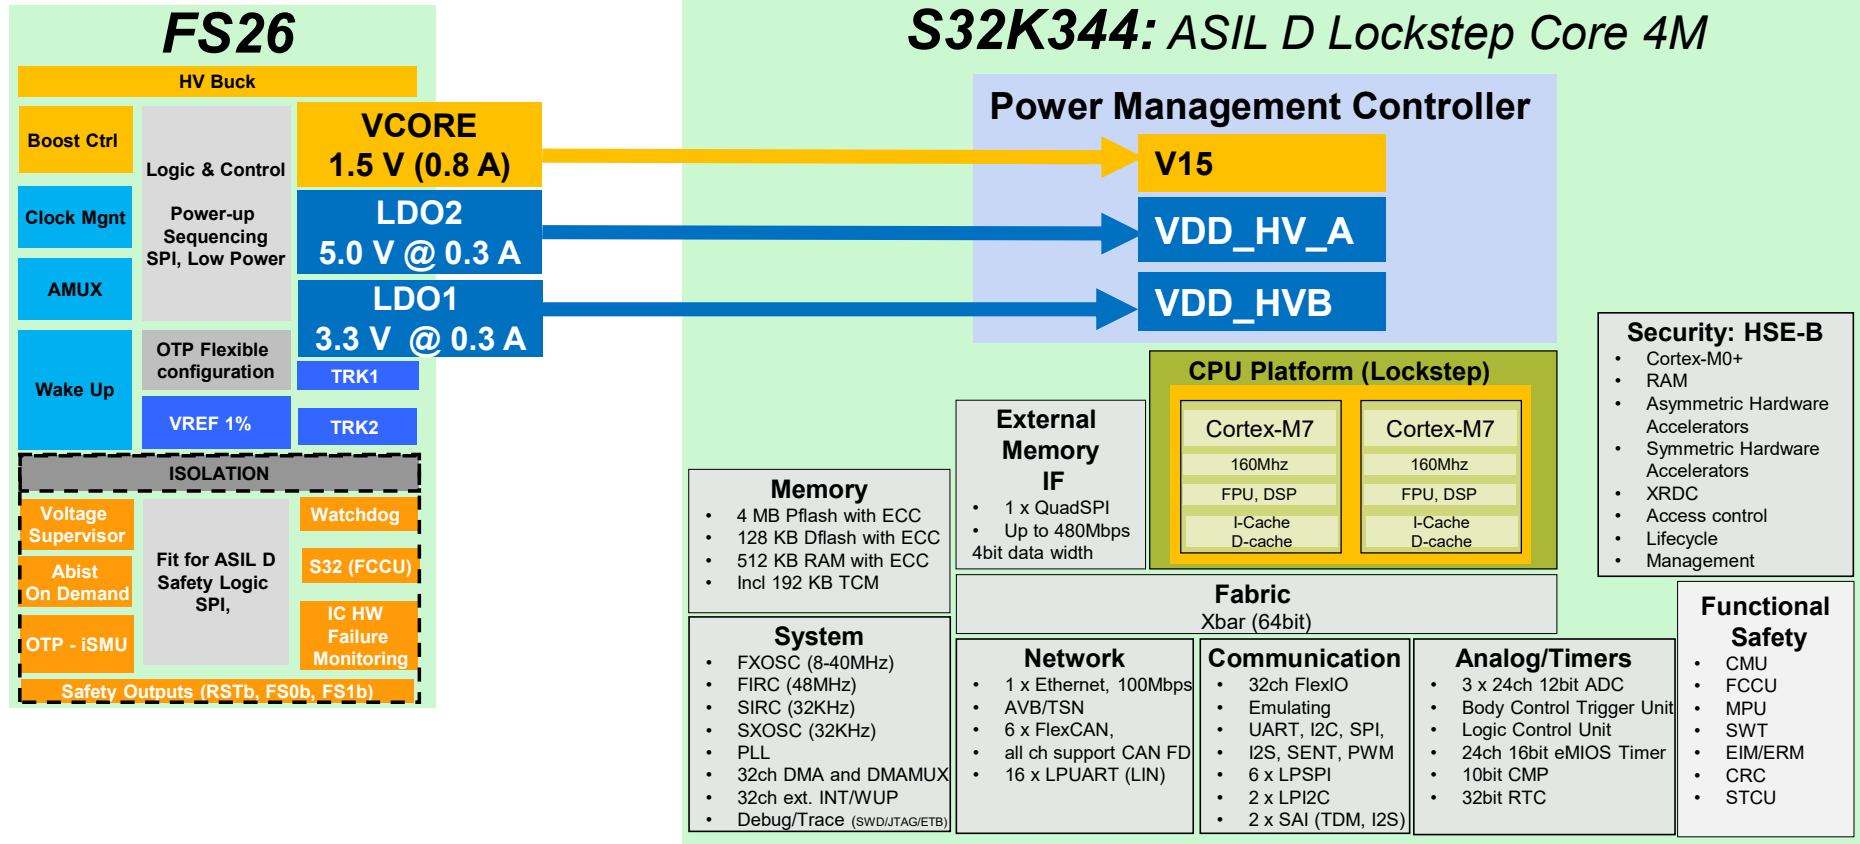 FS26
HV Buck
Boost Ctrl
Clock Mgnt
AMUX
Wake Up
Logic & Control
Power-up
Sequencing
SPI, Low Power
OTP Flexible
configuration
VREF 1%
VCORE
1.5 V (0.8 A)
LDO2
5.0 V @ 0.3 A
LDO1
3.3 V @ 0.3 A
TRK1
TRK2
ISOLATION
Voltage
Supervisor
Abist
On Demand
OTP - iSMU
Fit for ASIL D
Safety Logic
SPI,
Watchdog
S32 (FCCU)
IC HW
Failure
Monitoring
Safety Outputs (RSTb, FS0b, FS1b)
S32K344: ASIL D Lockstep Core 4M
Power Management Controller
V15
VDD_HV_A
VDD_HVB
CPU Platform (Lockstep)
Cortex-M7
160Mhz
FPU, DSP
I-Cache
D-cache
Cortex-M7
160Mhz
FPU, DSP
I-Cache
D-cache
External
Memory
IF
• 1 x QuadSPI
• Up to 480Mbps
4bit data width
Memory
• 4 MB Pflash with ECC
• 128 KB Dflash with ECC
• 512 KB RAM with ECC
• Incl 192 KB TCM
Fabric
Xbar (64bit)
Security: HSE-B
• Cortex-M0+
• RAM
• Asymmetric Hardware
Accelerators
• Symmetric Hardware
Accelerators
• XRDC
• Access control
• Lifecycle
• Management
System
• FXOSC (8-40MHz)
• FIRC (48MHz)
• SIRC (32KHz)
• SXOSC (32KHz)
• PLL
• 32ch DMA and DMAMUX
• 32ch ext. INT/WUP
• Debug/Trace (SWD/JTAG/ETB)
Network
• 1 x Ethernet, 100Mbps
• AVB/TSN
• 6 x FlexCAN,
• all ch support CAN FD
• 16 x LPUART (LIN)
Communication
• 32ch FlexIO
• Emulating
• UART, I2C, SPI,
• I2S, SENT, PWM
• 6 x LPSPI
• 2 x LPI2C
• 2 x SAI (TDM, I2S)
Analog/Timers
• 3 x 24ch 12bit ADC
• Body Control Trigger Unit
• Logic Control Unit
• 24ch 16bit eMIOS Timer
• 10bit CMP
• 32bit RTC
Functional
Safety
• CMU
• FCCU
• MPU
• SWT
• EIM/ERM
• CRC
• STCU